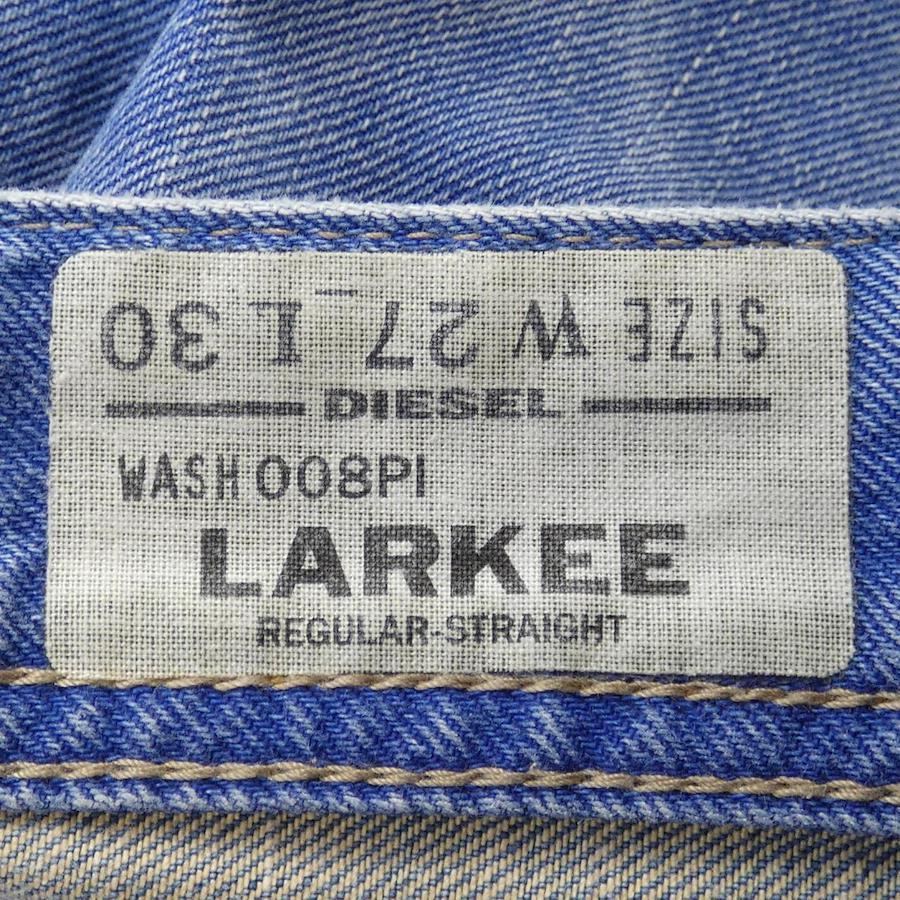 SIZE W 27 L 30
DIESEL
WASH 008PI
LARKEE
REGULAR-STRAIGHT